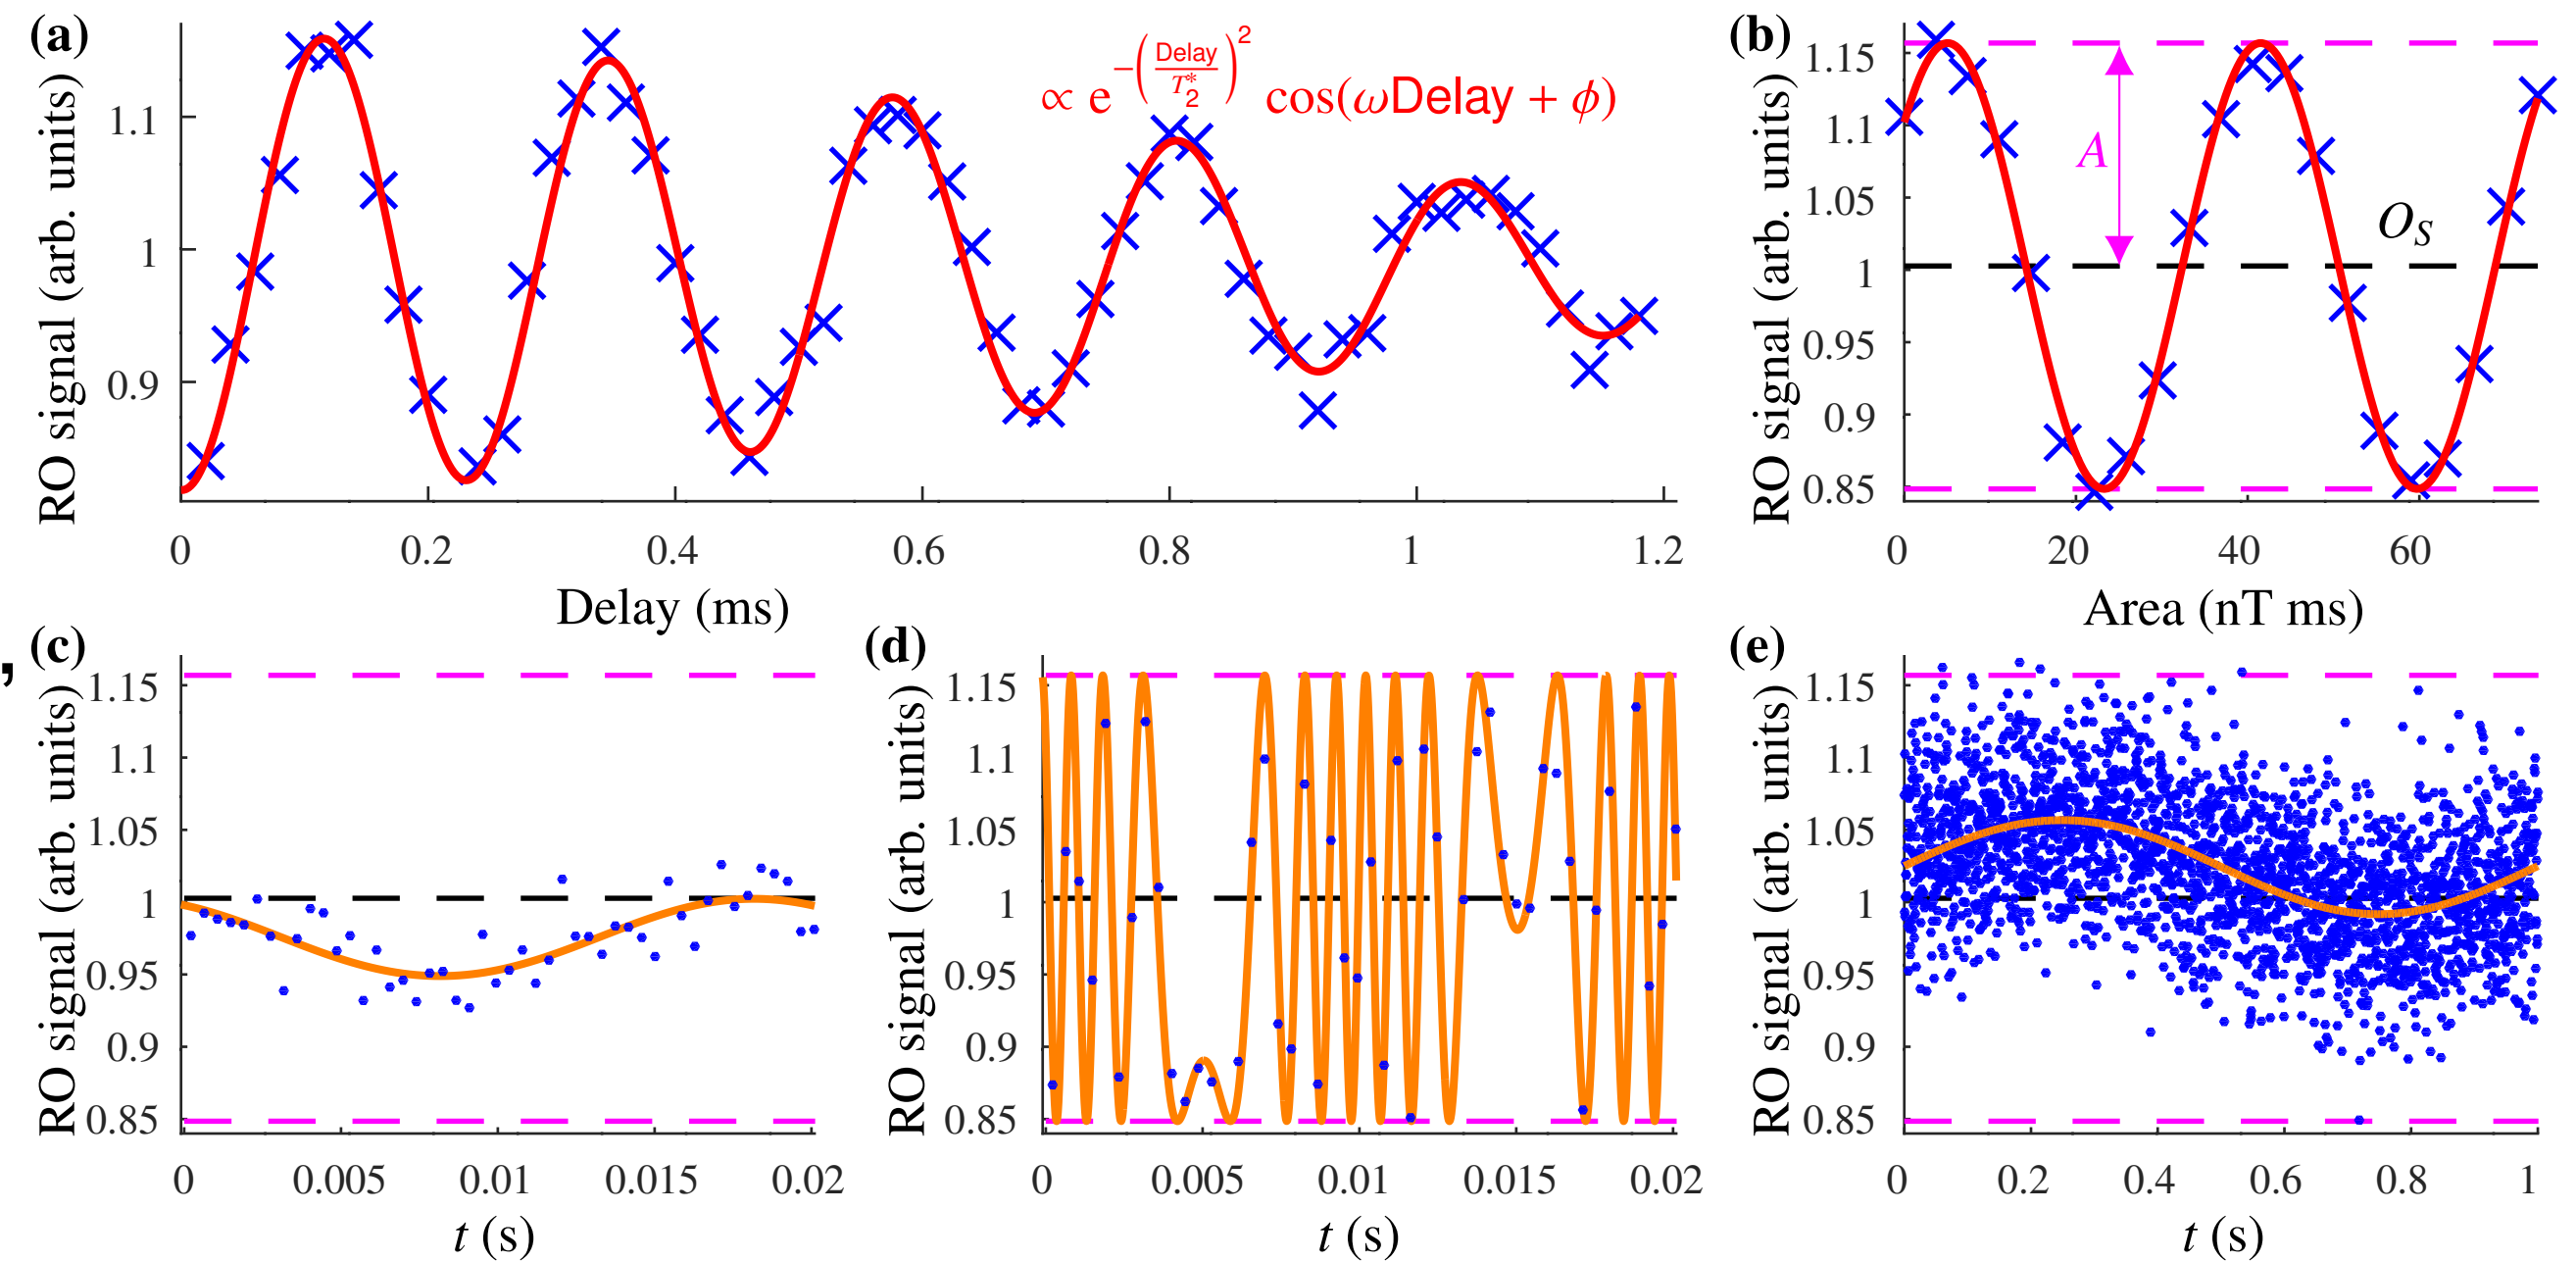 (a)
RO signal (arb. units)
1.1
1
0.9
∝ e^{-(Delay/T_2^*)^2} cos(ωDelay + ϕ)
0 0.2 0.4 0.6 0.8 1 1.2
Delay (ms)
(b)
RO signal (arb. units)
1.15
1.1
1.05
1
0.95
0.9
0.85
A
O_S
0 20 40 60
Area (nT ms)
,
(c)
RO signal (arb. units)
1.15
1.1
1.05
1
0.95
0.9
0.85
0 0.005 0.01 0.015 0.02
t (s)
(d)
RO signal (arb. units)
1.15
1.1
1.05
1
0.95
0.9
0.85
0 0.005 0.01 0.015 0.02
t (s)
(e)
RO signal (arb. units)
1.15
1.1
1.05
1
0.95
0.9
0.85
0 0.2 0.4 0.6 0.8 1
t (s)